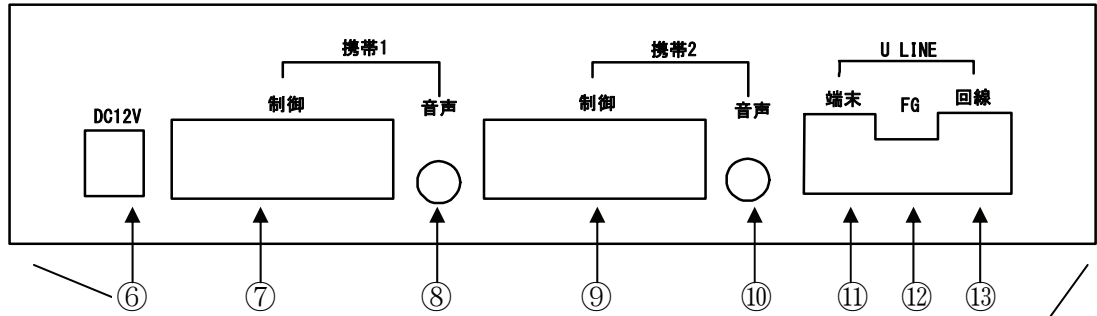 携帯1 携帯2 U LINE
制御 音声 制御 音声 端末 FG 回線
DC12V
⑥ ⑦ ⑧ ⑨ ⑩ ⑪ ⑫ ⑬